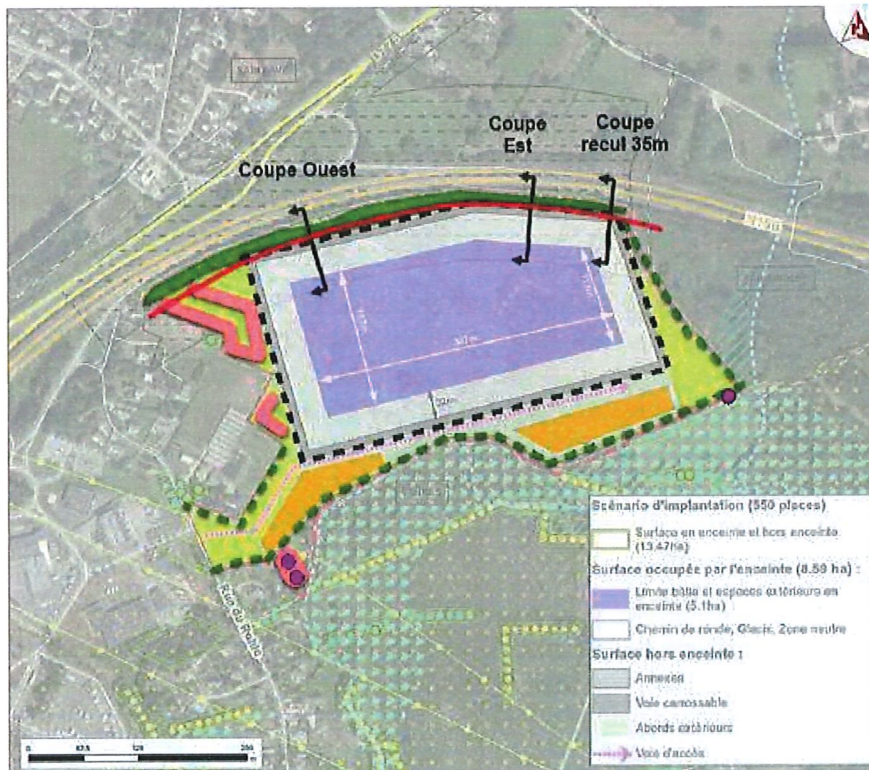 Coupe Ouest
Coupe
Est
Coupe
recul 35m
Rue du
Scénario d'implantation (550 places)
Surface en enceinte et hors enceinte
(13.47ha)
Surface occupée par l'enceinte (8.59 ha) :
Limite bâtie et espaces extérieurs en
enceinte (5.1ha)
Chemin de ronde, Glacis, Zone neutre
Surface hors enceinte :
Annexes
Voie carrossable
Abords extérieurs
Voie d'accès